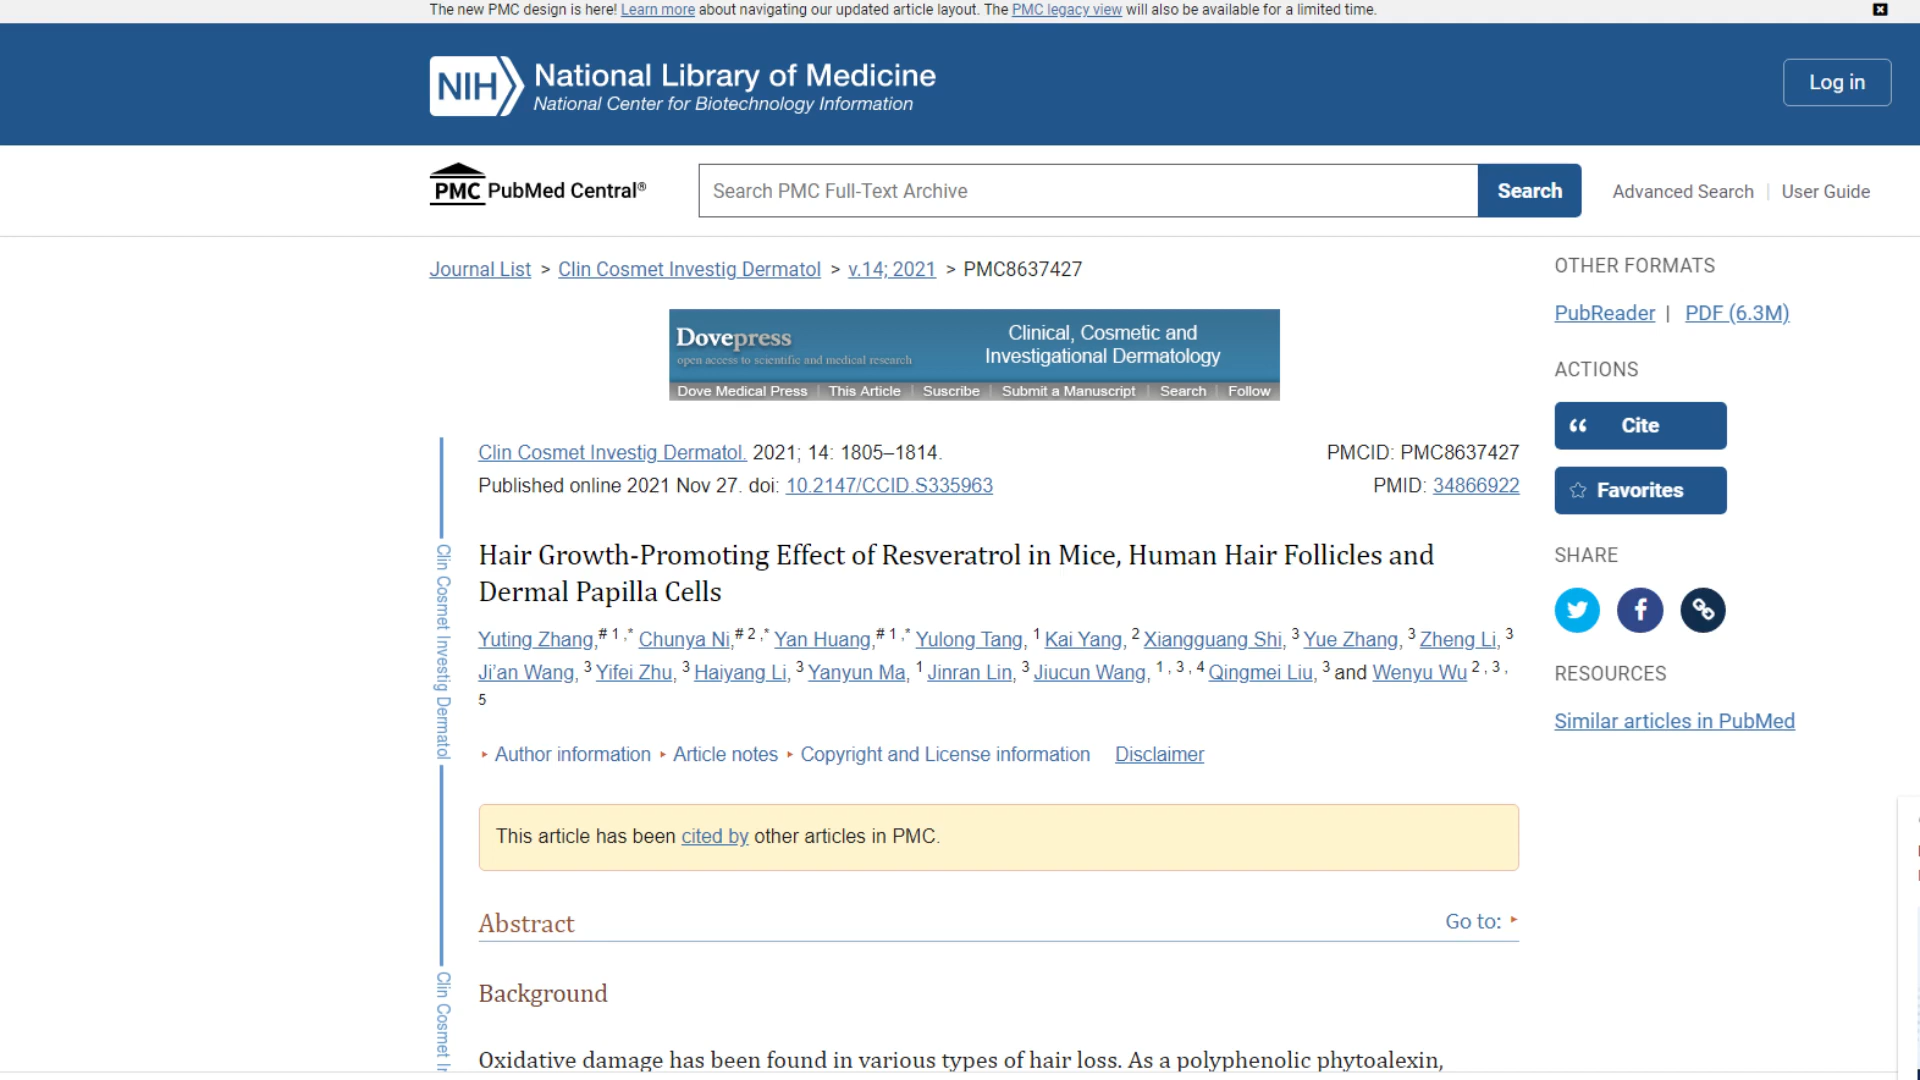 The new PMC design is here! Learn more about navigating our updated article layout. The PMC legacy view will also be available for a limited time.
NIH National Library of Medicine
National Center for Biotechnology Information
Log in
PMC PubMed Central®
Search PMC Full-Text Archive
Search
Advanced Search | User Guide
Journal List > Clin Cosmet Investig Dermatol > v.14; 2021 > PMC8637427
Dovepress
open access to scientific and medical research
Clinical, Cosmetic and
Investigational Dermatology
Dove Medical Press | This Article | Suscribe | Submit a Manuscript | Search | Follow
Clin Cosmet Investig Dermatol. 2021; 14: 1805–1814.
PMCID: PMC8637427
Published online 2021 Nov 27. doi: 10.2147/CCID.S335963
PMID: 34866922
Hair Growth-Promoting Effect of Resveratrol in Mice, Human Hair Follicles and
Dermal Papilla Cells
Yuting Zhang,# 1 ,* Chunya Ni,# 2 ,* Yan Huang,# 1 ,* Yulong Tang, 1 Kai Yang, 2 Xiangguang Shi, 3 Yue Zhang, 3 Zheng Li, 3
Ji’an Wang, 3 Yifei Zhu, 3 Haiyang Li, 3 Yanyun Ma, 1 Jinran Lin, 3 Jiucun Wang, 1 , 3 , 4 Qingmei Liu, 3 and Wenyu Wu 2 , 3 ,
5
Author information Article notes Copyright and License information Disclaimer
This article has been cited by other articles in PMC.
Abstract
Go to:
Background
Oxidative damage has been found in various types of hair loss. As a polyphenolic phytoalexin,
Clin Cosmet Investig Dermatol
Clin Cosmet In
OTHER FORMATS
PubReader | PDF (6.3M)
ACTIONS
Cite
Favorites
SHARE
RESOURCES
Similar articles in PubMed